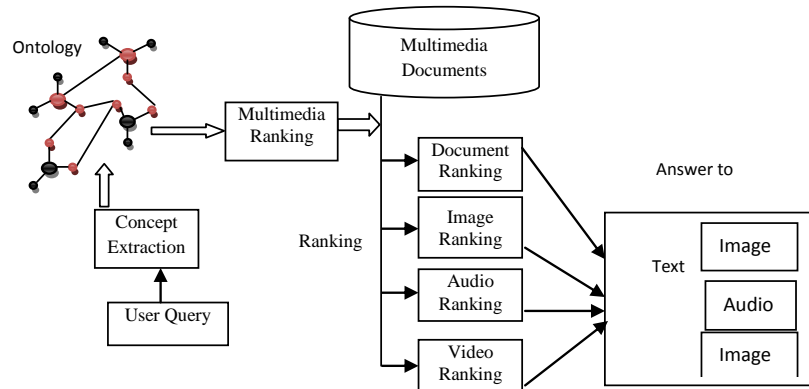 Ontology
Multimedia
Documents
Multimedia
Ranking
Document
Ranking
Answer to
Concept
Extraction
Ranking
Image
Ranking
Text
Image
Audio
Ranking
Audio
User Query
Video
Ranking
Image